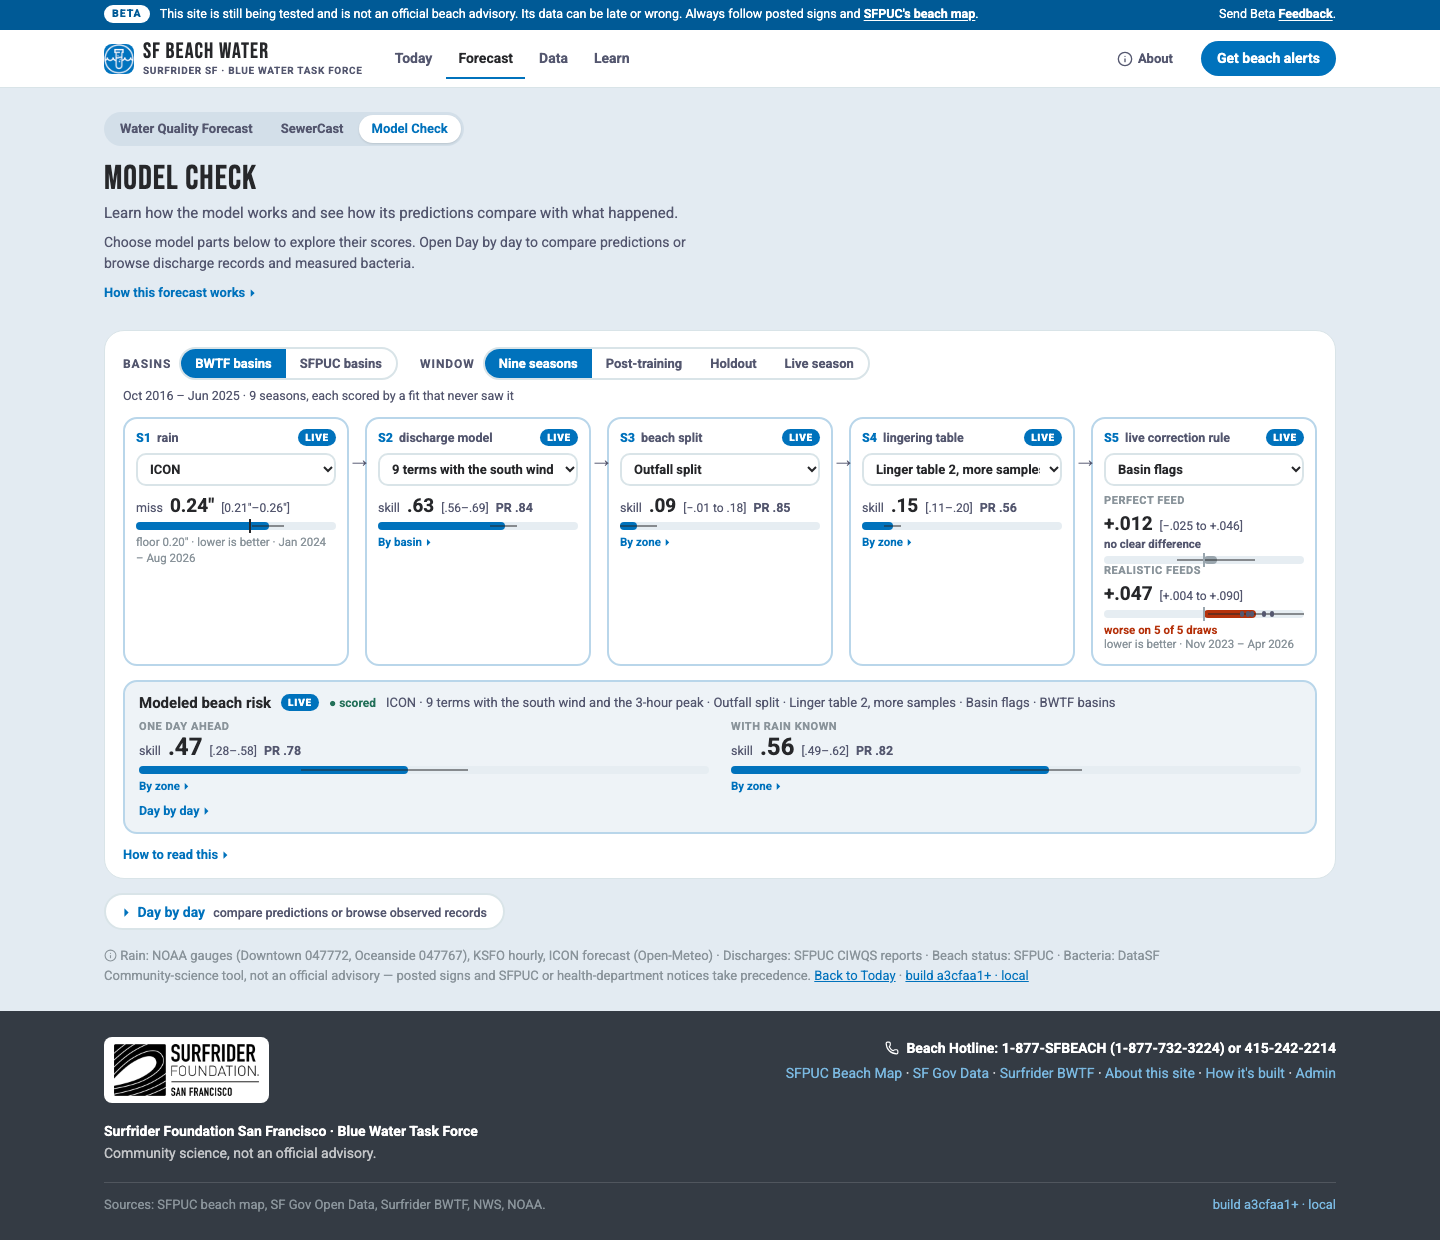 BETA This site is still being tested and is not an official beach advisory. Its data can be late or wrong. Always follow posted signs and SFPUC's beach map. Send Beta Feedback.
SF BEACH WATER
SURFRIDER SF · BLUE WATER TASK FORCE
Today Forecast Data Learn About Get beach alerts
Water Quality Forecast SewerCast Model Check
MODEL CHECK
Learn how the model works and see how its predictions compare with what happened.
Choose model parts below to explore their scores. Open Day by day to compare predictions or
browse discharge records and measured bacteria.
How this forecast works
BASINS BWTF basins SFPUC basins WINDOW Nine seasons Post-training Holdout Live season
Oct 2016 – Jun 2025 · 9 seasons, each scored by a fit that never saw it
S1 rain LIVE
ICON
miss 0.24" [0.21"–0.26"]
floor 0.20" · lower is better · Jan 2024
– Aug 2026
→
S2 discharge model LIVE
9 terms with the south wind
skill .63 [.56–.69] PR .84
By basin
→
S3 beach split LIVE
Outfall split
skill .09 [−.01 to .18] PR .85
By zone
→
S4 lingering table LIVE
Linger table 2, more samples
skill .15 [.11–.20] PR .56
By zone
→
S5 live correction rule LIVE
Basin flags
PERFECT FEED
+.012 [−.025 to +.046]
no clear difference
REALISTIC FEEDS
+.047 [+.004 to +.090]
worse on 5 of 5 draws
lower is better · Nov 2023 – Apr 2026
Modeled beach risk LIVE ● scored ICON · 9 terms with the south wind and the 3-hour peak · Outfall split · Linger table 2, more samples · Basin flags · BWTF basins
ONE DAY AHEAD
skill .47 [.28–.58] PR .78
By zone
Day by day
WITH RAIN KNOWN
skill .56 [.49–.62] PR .82
By zone
How to read this
Day by day compare predictions or browse observed records
Rain: NOAA gauges (Downtown 047772, Oceanside 047767), KSFO hourly, ICON forecast (Open-Meteo) · Discharges: SFPUC CIWQS reports · Beach status: SFPUC · Bacteria: DataSF
Community-science tool, not an official advisory — posted signs and SFPUC or health-department notices take precedence. Back to Today · build a3cfaa1+ · local
SURFRIDER
FOUNDATION.
SAN FRANCISCO
Beach Hotline: 1-877-SFBEACH (1-877-732-3224) or 415-242-2214
SFPUC Beach Map · SF Gov Data · Surfrider BWTF · About this site · How it's built · Admin
Surfrider Foundation San Francisco · Blue Water Task Force
Community science, not an official advisory.
Sources: SFPUC beach map, SF Gov Open Data, Surfrider BWTF, NWS, NOAA. build a3cfaa1+ · local